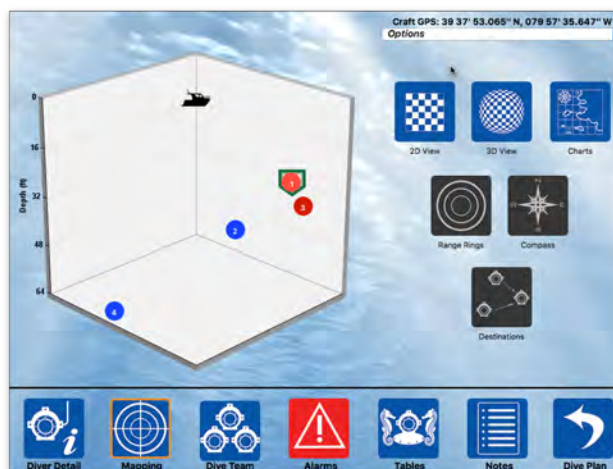 Craft GPS: 39 37' 53.065" N, 079 57' 35.647" W
Options
0
16
32
48
64
Depth (ft)
1
3
2
4
2D View
3D View
Charts
Range Rings
Compass
Destinations
Diver Detail
Mapping
Dive Team
Alarms
Tables
Notes
Dive Plan